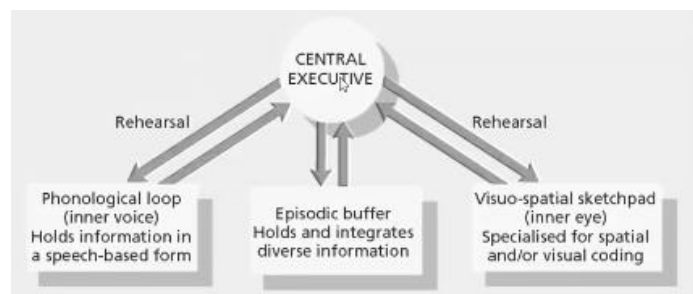 CENTRAL
EXECUTIVE
Rehearsal
Rehearsal
Phonological loop
(inner voice)
Holds information in
a speech-based form
Episodic buffer
Holds and integrates
diverse information
Visuo-spatial sketchpad
(inner eye)
Specialised for spatial
and/or visual coding